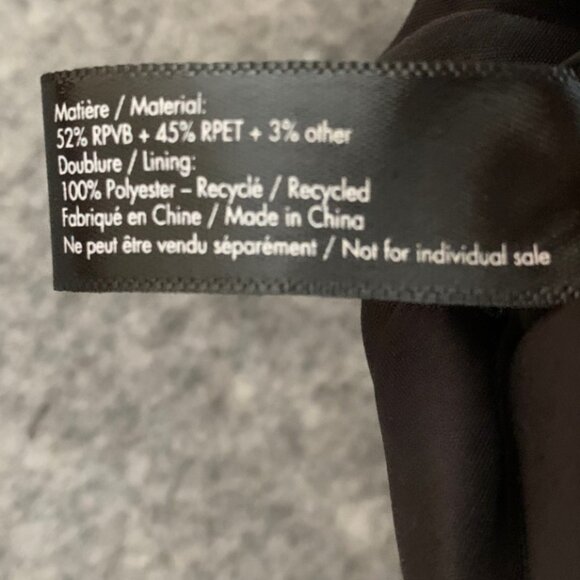 Matière / Material:
52% RPVB + 45% RPET + 3% other
Doublure / Lining:
100% Polyester – Recyclé / Recycled
Fabriqué en Chine / Made in China
Ne peut être vendu séparément / Not for individual sale